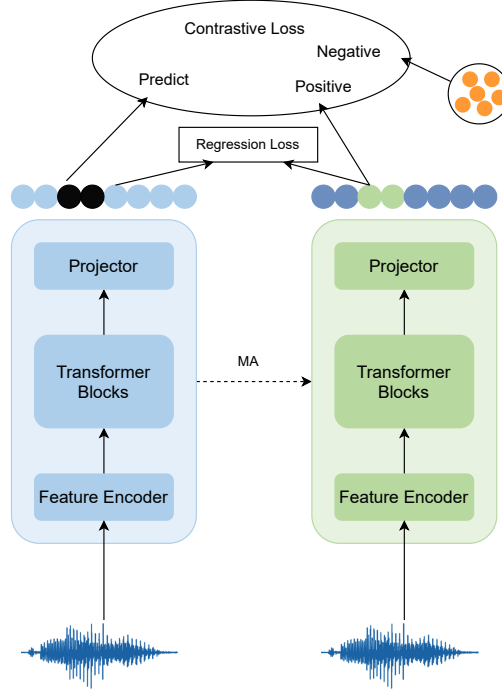 Contrastive Loss
Negative
Predict
Positive
Regression Loss
Projector
Projector
Transformer
Blocks
MA
Transformer
Blocks
Feature Encoder
Feature Encoder